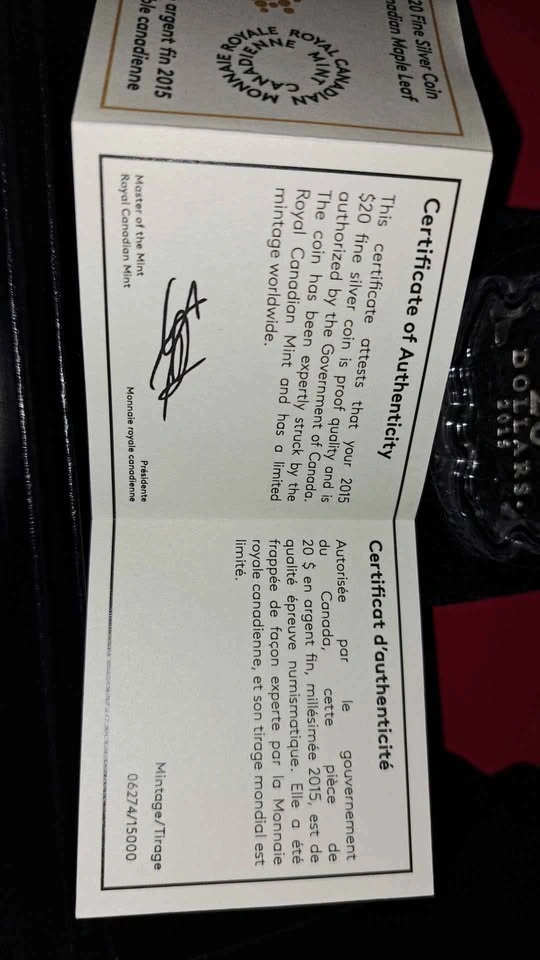 20 Fine Silver Coin
adian Maple Leaf
MONNAIE ROYALE CANADIENNE
ROYAL CANADIAN MINT
argent fin 2015
ble canadienne
Certificate of Authenticity
This certificate attests that your 2015
$20 fine silver coin is proof quality and is
authorized by the Government of Canada.
The coin has been expertly struck by the
Royal Canadian Mint and has a limited
mintage worldwide.
Master of the Mint
Royal Canadian Mint
Présidente
Monnaie royale canadienne
Certificat d'authenticité
Autorisée par le gouvernement
du Canada, cette pièce de
20 $ en argent fin, millésimée 2015, est de
qualité épreuve numismatique. Elle a été
frappée de façon experte par la Monnaie
royale canadienne, et son tirage mondial est
limité.
Mintage/Tirage
06274/15000
20
DOLLARS
2015